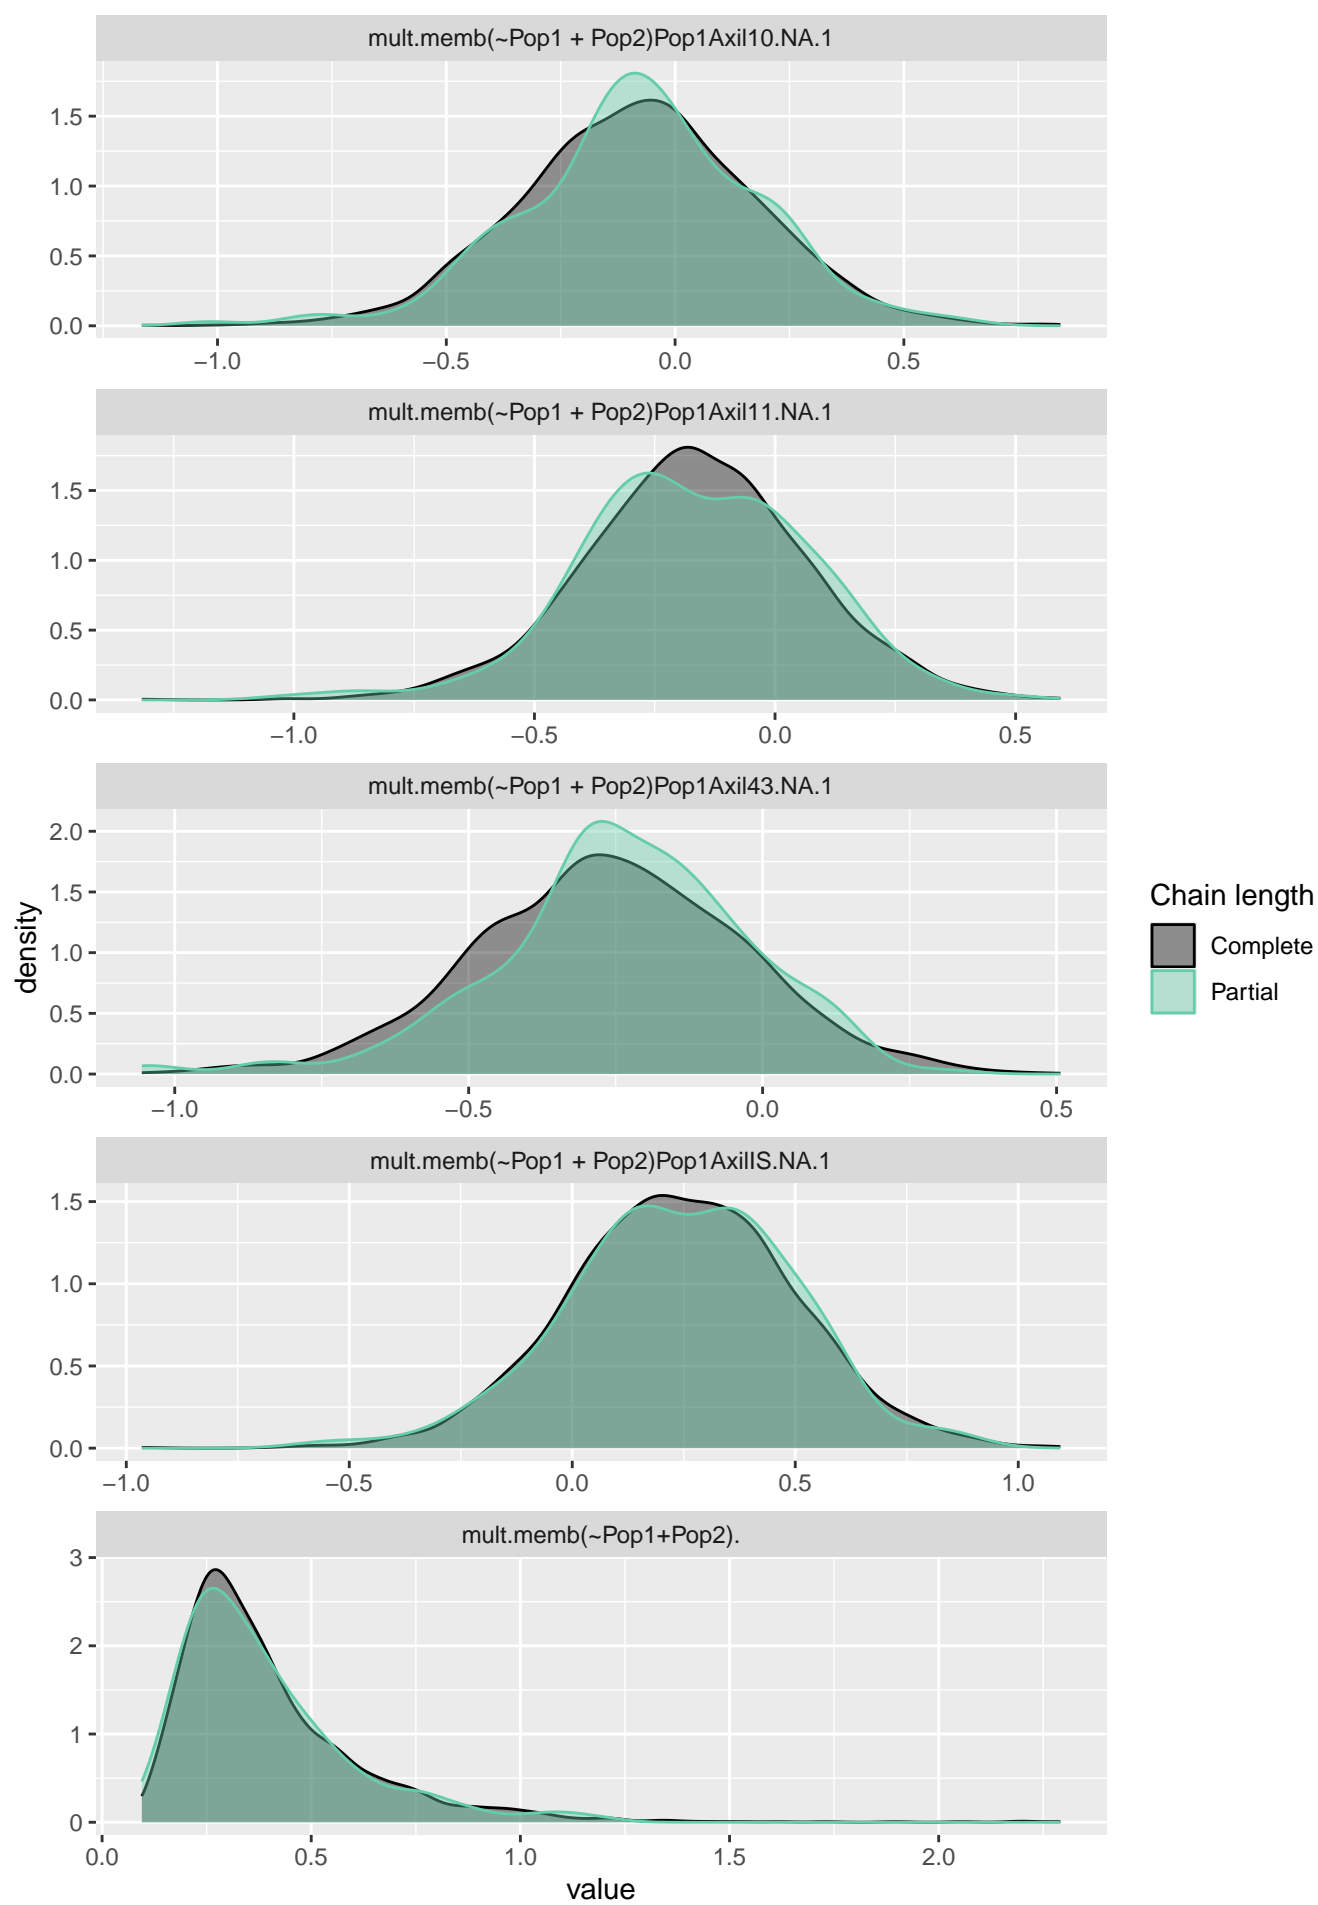 mult.memb(~Pop1 + Pop2)Pop1Axil10.NA.1
1.5
1.0
0.5
0.0
−1.0 −0.5 0.0 0.5
mult.memb(~Pop1 + Pop2)Pop1Axil11.NA.1
1.5
1.0
0.5
0.0
−1.0 −0.5 0.0 0.5
mult.memb(~Pop1 + Pop2)Pop1Axil43.NA.1
2.0
1.5
1.0
0.5
0.0
−1.0 −0.5 0.0 0.5
density
Chain length
Complete
Partial
mult.memb(~Pop1 + Pop2)Pop1AxilIS.NA.1
1.5
1.0
0.5
0.0
−1.0 −0.5 0.0 0.5 1.0
mult.memb(~Pop1+Pop2).
3
2
1
0
0.0 0.5 1.0 1.5 2.0
value